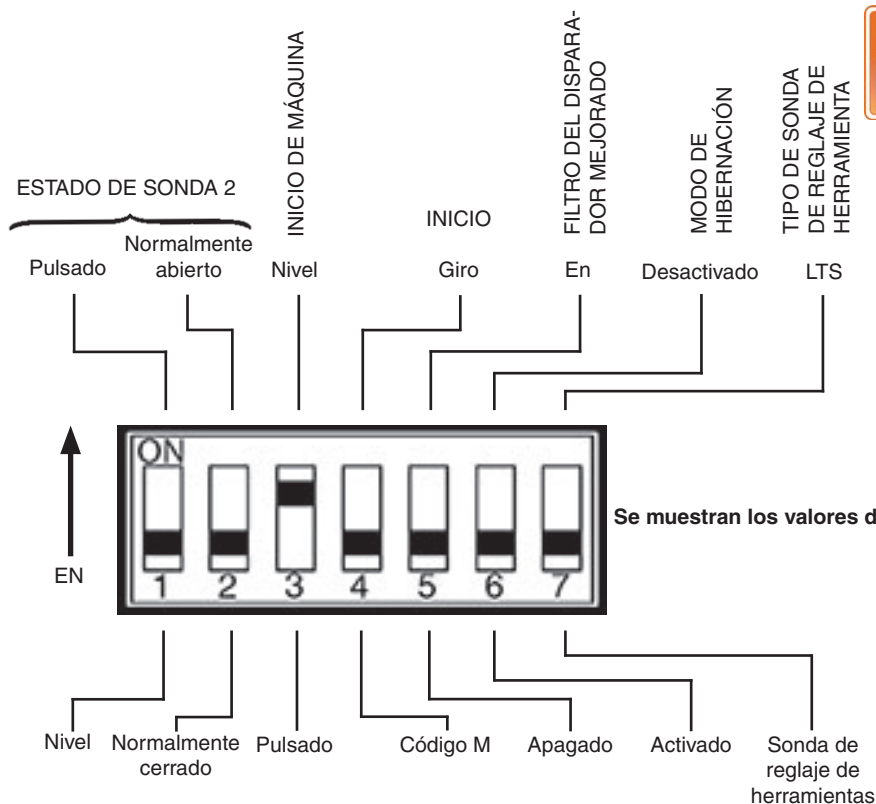 INICIO DE MÁQUINA
FILTRO DEL DISPARA-
DOR MEJORADO
MODO DE
HIBERNACIÓN
TIPO DE SONDA
DE REGLAJE DE
HERRAMIENTA
ESTADO DE SONDA 2
INICIO
Pulsado
Normalmente
abierto
Nivel
Giro
En
Desactivado
LTS
ON
EN
1 2 3 4 5 6 7
Se muestran los valores d
Nivel
Normalmente
cerrado
Pulsado
Código M
Apagado
Activado
Sonda de
reglaje de
herramientas